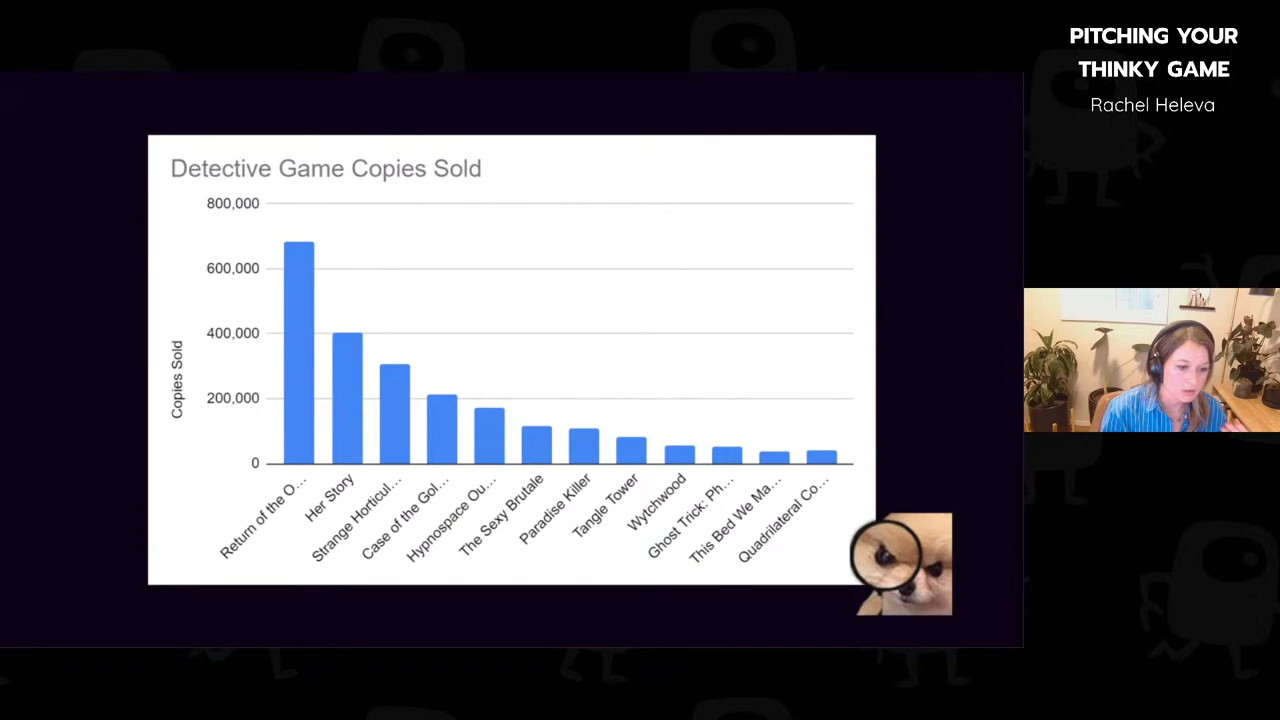 PITCHING YOUR
THINKY GAME
Rachel Heleva
Detective Game Copies Sold
Copies Sold
800,000
600,000
400,000
200,000
0
Return of the O...
Her Story
Strange Horticul...
Case of the Gol...
Hypnospace Ou...
The Sexy Brutale
Paradise Killer
Tangle Tower
Wytchwood
Ghost Trick: Ph...
This Bed We Ma...
Quadrilateral Co...